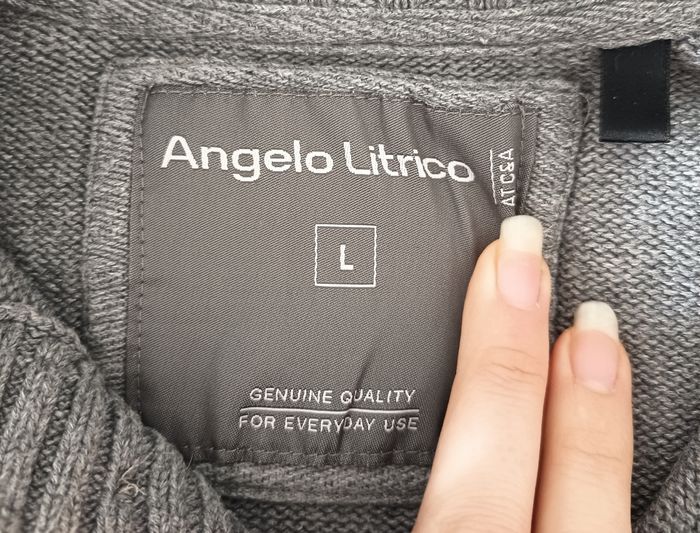 Angelo Litrico
AT C&A
L
GENUINE QUALITY
FOR EVERYDAY USE